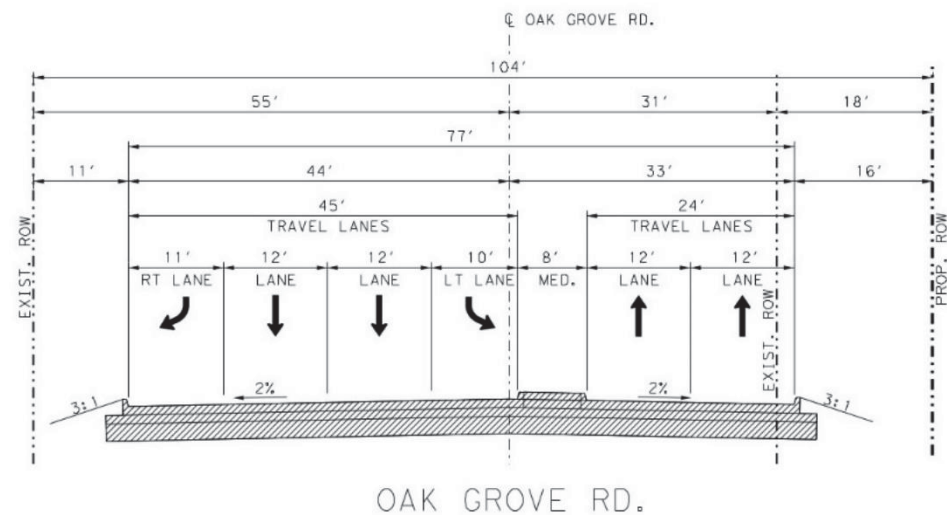 ℄ OAK GROVE RD.
104'
55' 31' 18'
77'
11' 44' 33' 16'
45' 24'
TRAVEL LANES TRAVEL LANES
11' 12' 12' 10' 8' 12' 12'
RT LANE LANE LANE LT LANE MED. LANE LANE
EXIST. ROW
EXIST. ROW
PROP. ROW
2% 2%
3:1 3:1
OAK GROVE RD.